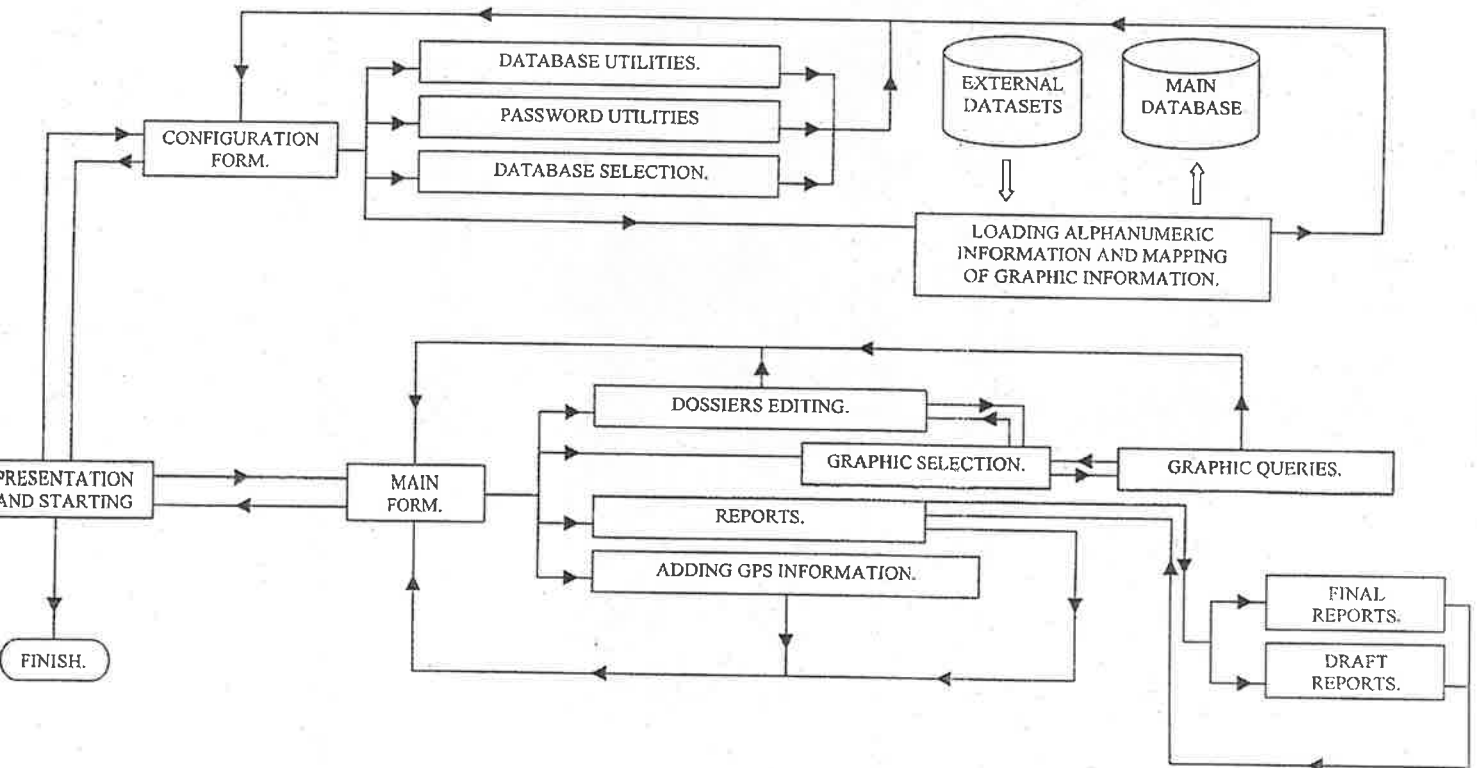 DATABASE UTILITIES.
PASSWORD UTILITIES
DATABASE SELECTION.
CONFIGURATION
FORM.
EXTERNAL
DATASETS
MAIN
DATABASE
LOADING ALPHANUMERIC
INFORMATION AND MAPPING
OF GRAPHIC INFORMATION.
DOSSIERS EDITING.
GRAPHIC SELECTION.
GRAPHIC QUERIES.
PRESENTATION
AND STARTING
MAIN
FORM.
REPORTS.
ADDING GPS INFORMATION.
FINAL
REPORTS.
DRAFT
REPORTS.
FINISH.